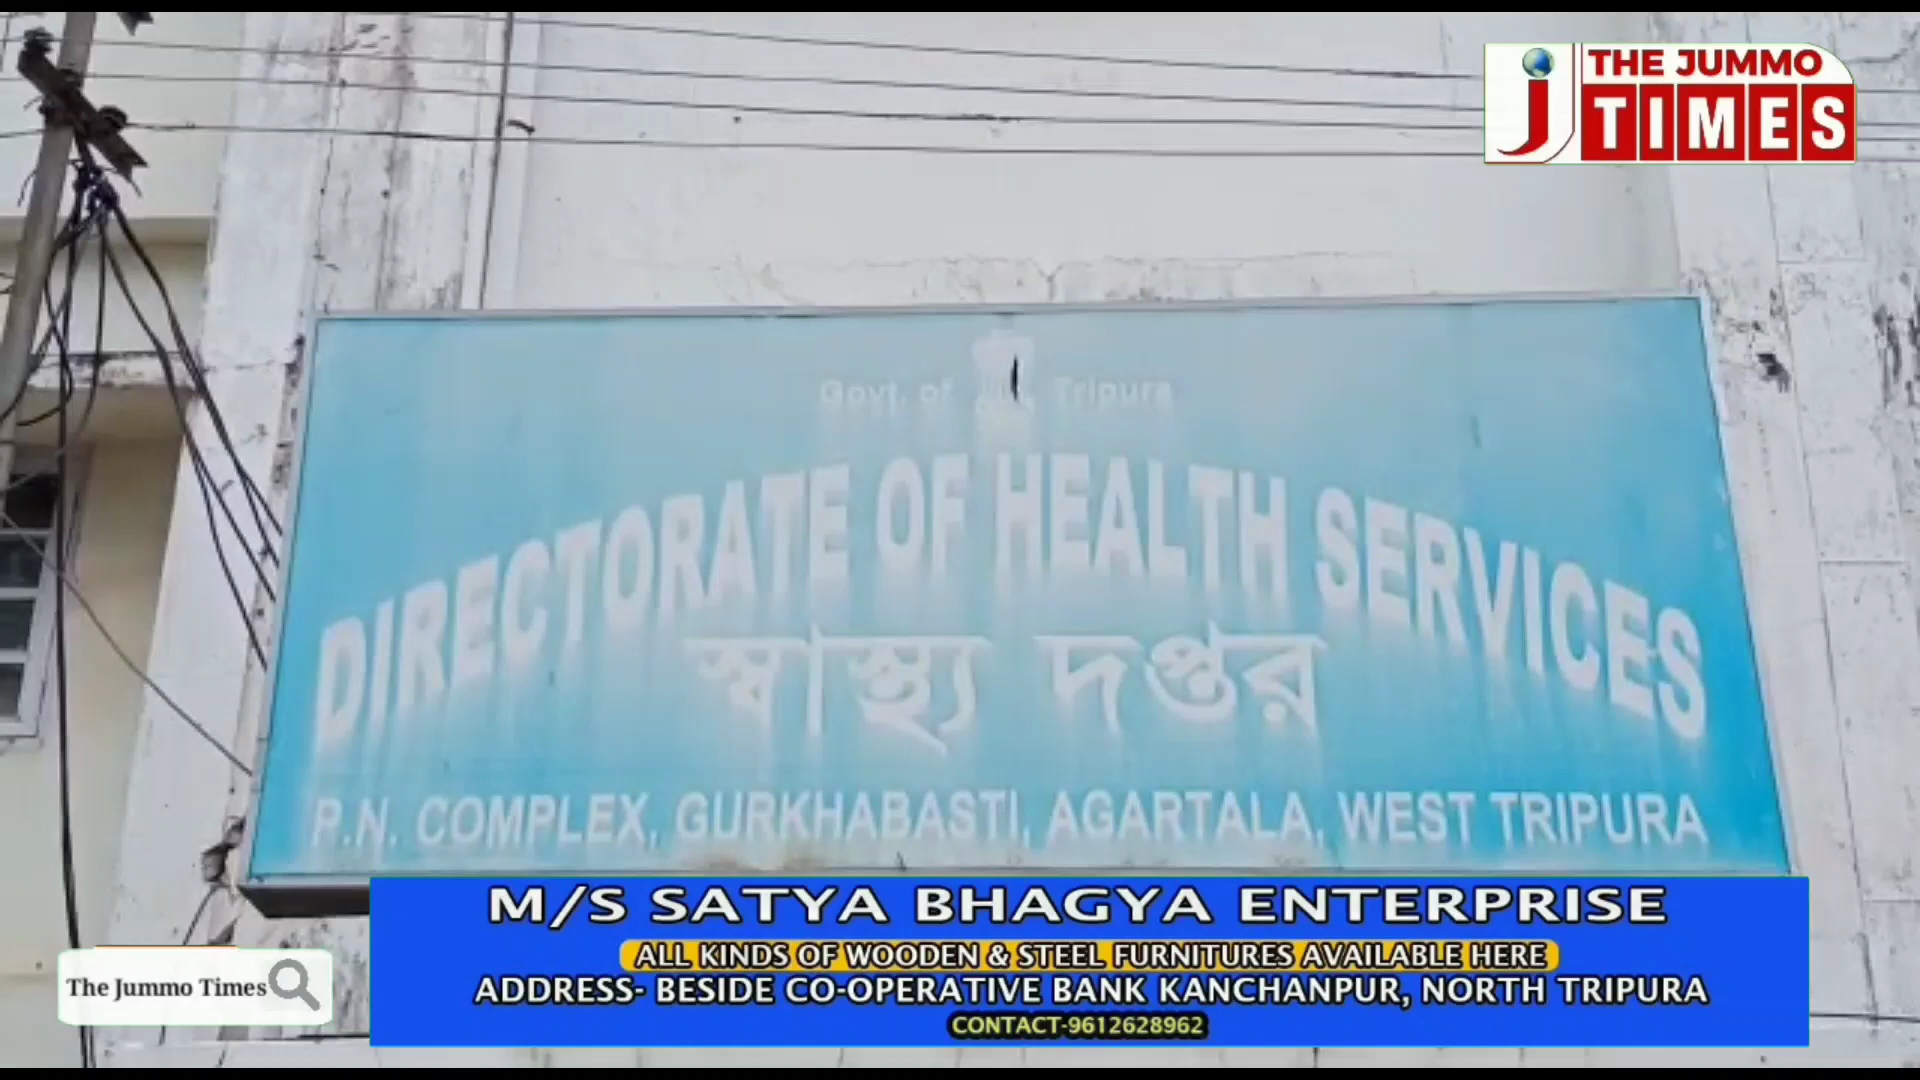 THE JUMMO
TIMES
Govt. of Tripura
DIRECTORATE OF HEALTH SERVICES
স্বাস্থ্য দপ্তর
P.N. COMPLEX, GURKHABASTI, AGARTALA, WEST TRIPURA
M/S SATYA BHAGYA ENTERPRISE
ALL KINDS OF WOODEN & STEEL FURNITURES AVAILABLE HERE
ADDRESS- BESIDE CO-OPERATIVE BANK KANCHANPUR, NORTH TRIPURA
CONTACT-9612628962
The Jummo Times